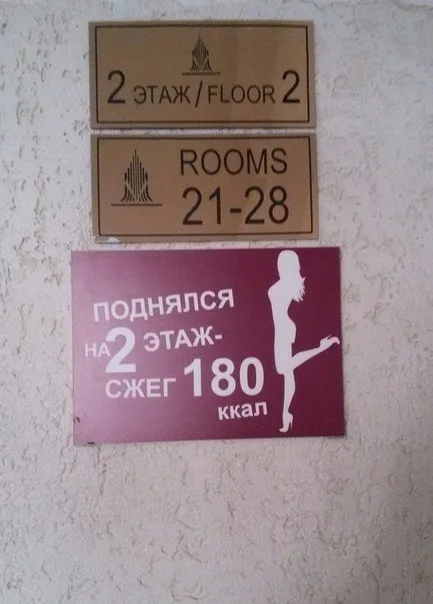 2 ЭТАЖ / FLOOR 2
ROOMS
21-28
ПОДНЯЛСЯ
НА 2 ЭТАЖ-
СЖЕГ 180
ккал